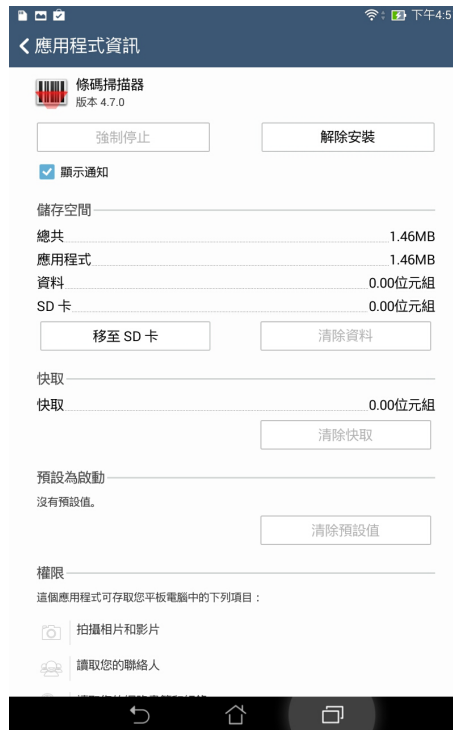 下午4:5
應用程式資訊
條碼掃描器
版本 4.7.0
強制停止
解除安裝
顯示通知
儲存空間
總共 1.46MB
應用程式 1.46MB
資料 0.00位元組
SD 卡 0.00位元組
移至 SD 卡
清除資料
快取
快取 0.00位元組
清除快取
預設為啟動
沒有預設值。
清除預設值
權限
這個應用程式可存取您平板電腦中的下列項目：
拍攝相片和影片
讀取您的聯絡人